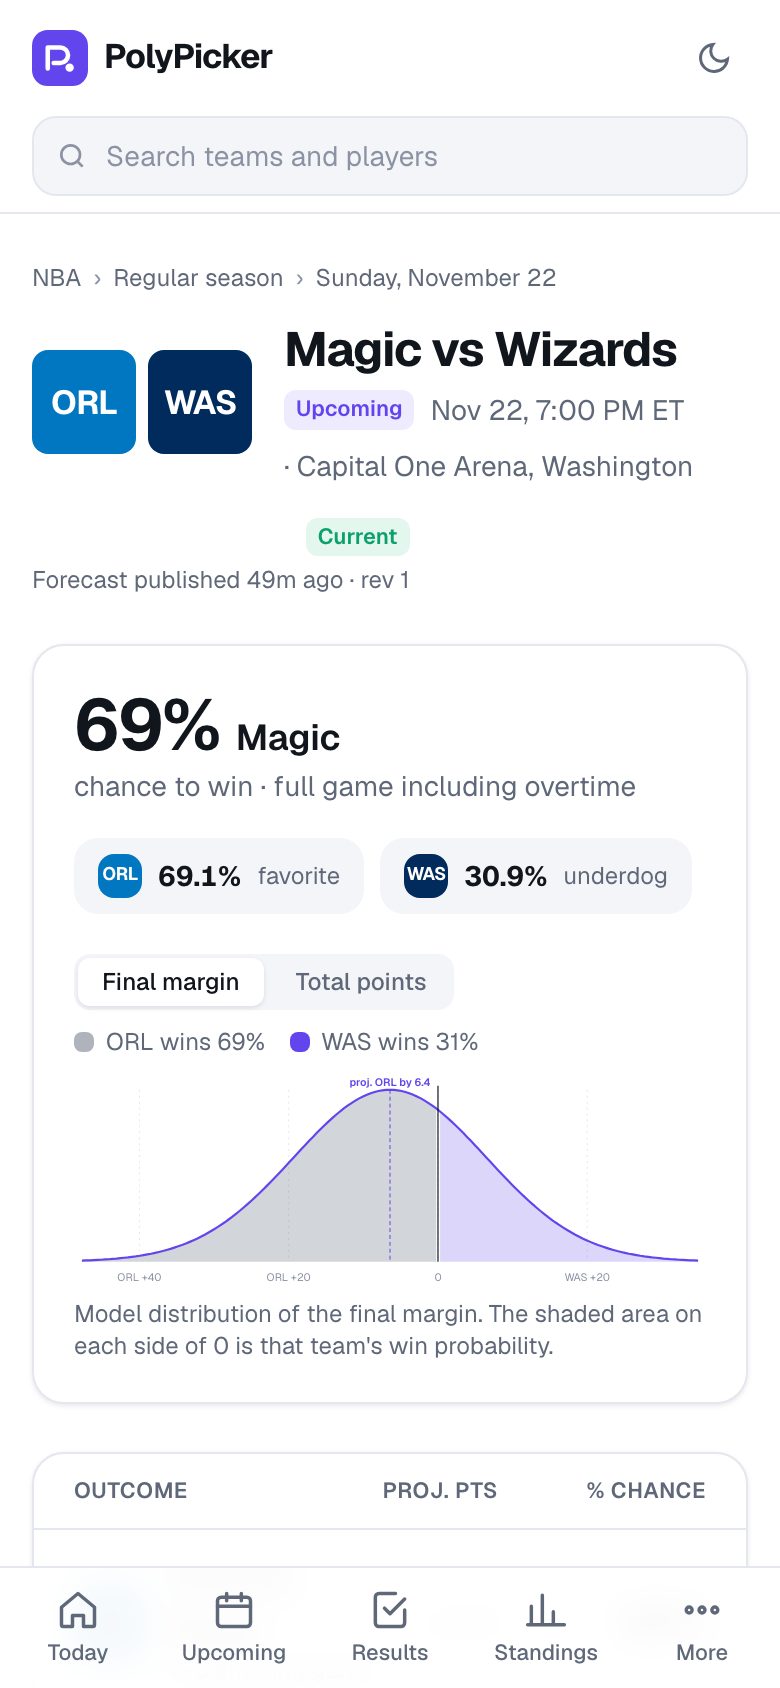 PolyPicker
Search teams and players
NBA › Regular season › Sunday, November 22
ORL
WAS
Magic vs Wizards
Upcoming Nov 22, 7:00 PM ET
· Capital One Arena, Washington
Current
Forecast published 49m ago · rev 1
69% Magic
chance to win · full game including overtime
ORL 69.1% favorite
WAS 30.9% underdog
Final margin Total points
ORL wins 69% WAS wins 31%
proj. ORL by 6.4
ORL +40 ORL +20 0 WAS +20
Model distribution of the final margin. The shaded area on
each side of 0 is that team's win probability.
OUTCOME PROJ. PTS % CHANCE
Today Upcoming Results Standings More